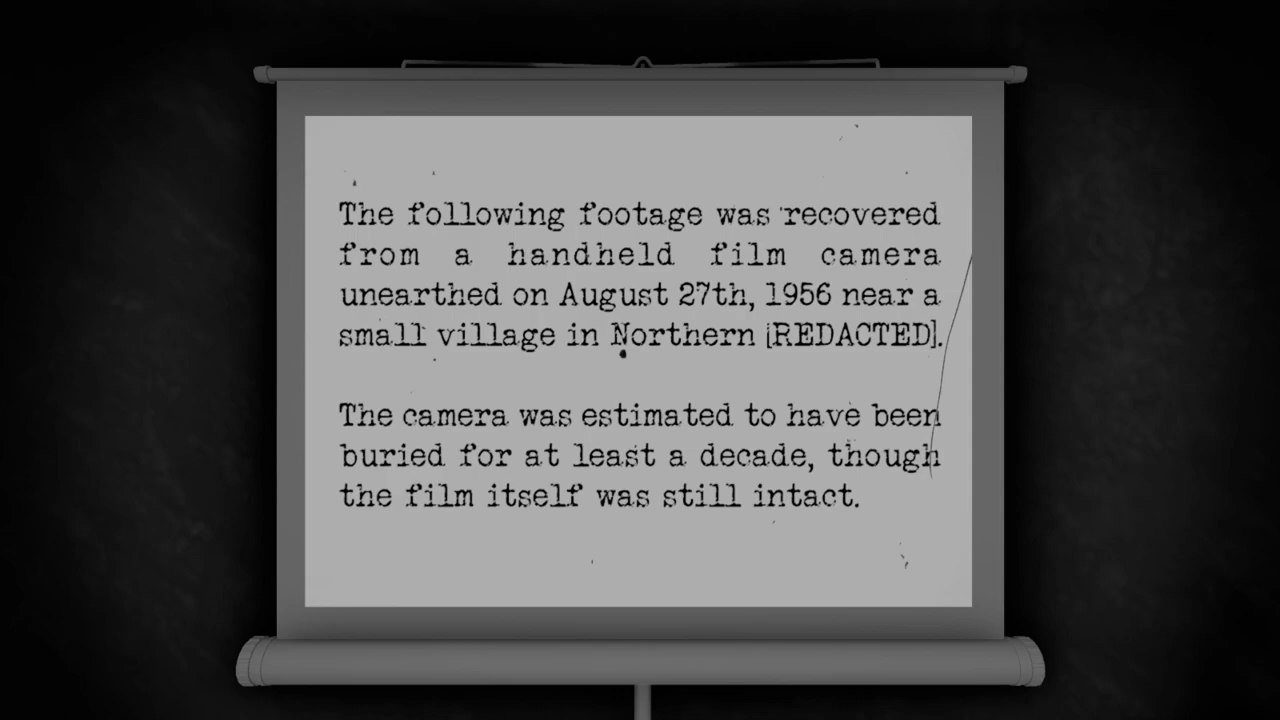 The following footage was recovered
from a handheld film camera
unearthed on August 27th, 1956 near a
small village in Northern [REDACTED].
The camera was estimated to have been
buried for at least a decade, though
the film itself was still intact.